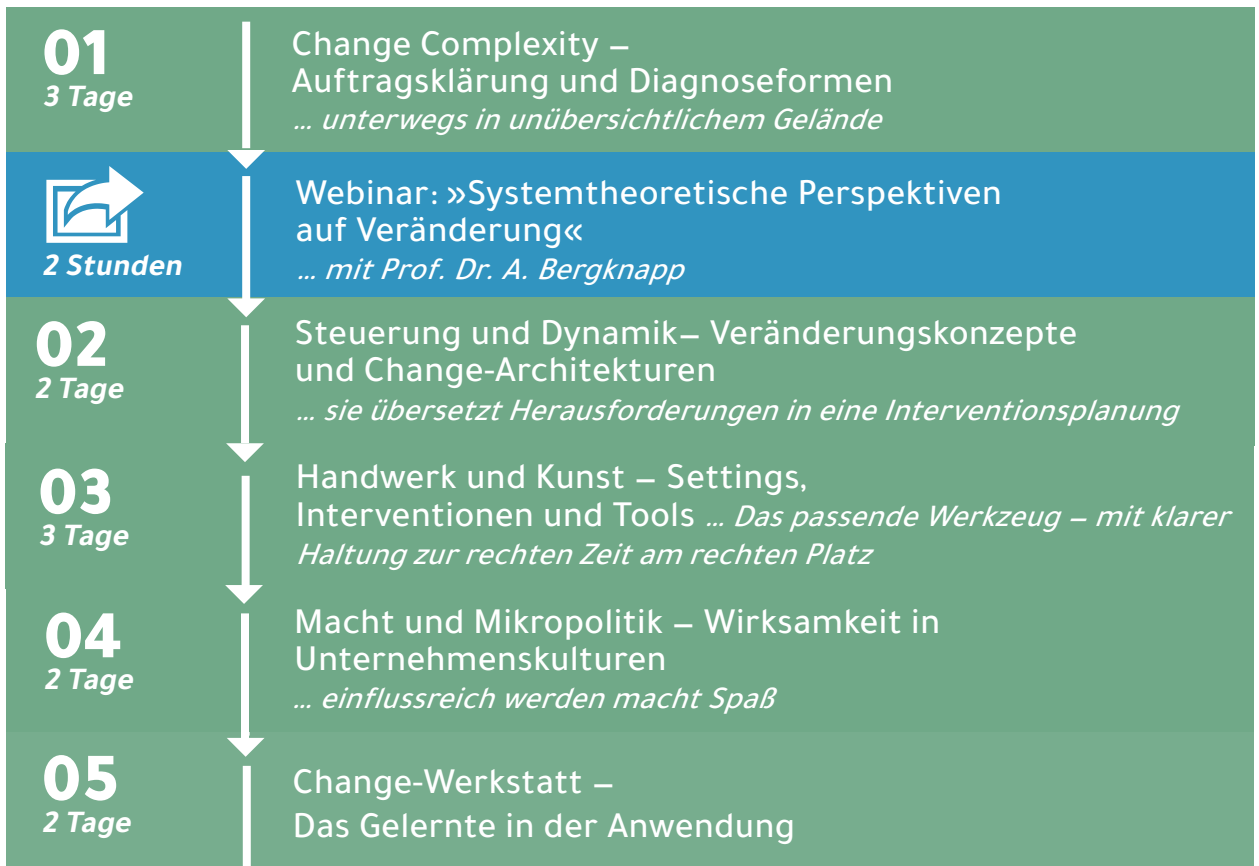 01
3 Tage
Change Complexity –
Auftragsklärung und Diagnoseformen
... unterwegs in unübersichtlichem Gelände
2 Stunden
Webinar: »Systemtheoretische Perspektiven
auf Veränderung«
... mit Prof. Dr. A. Bergknapp
02
2 Tage
Steuerung und Dynamik– Veränderungskonzepte
und Change-Architekturen
... sie übersetzt Herausforderungen in eine Interventionsplanung
03
3 Tage
Handwerk und Kunst – Settings,
Interventionen und Tools ... Das passende Werkzeug – mit klarer
Haltung zur rechten Zeit am rechten Platz
04
2 Tage
Macht und Mikropolitik – Wirksamkeit in
Unternehmenskulturen
... einflussreich werden macht Spaß
05
2 Tage
Change-Werkstatt –
Das Gelernte in der Anwendung